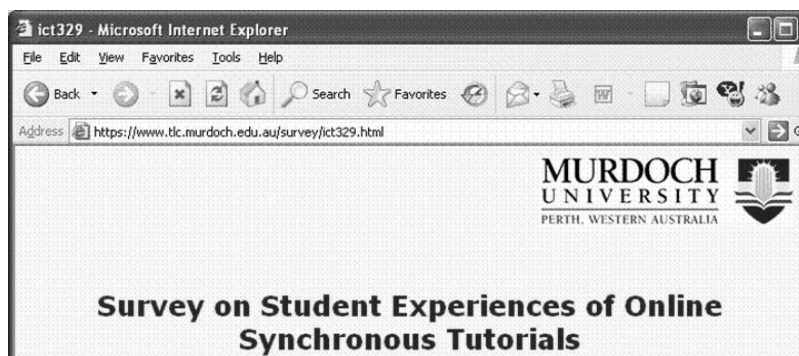 ict329 - Microsoft Internet Explorer
File Edit View Favorites Tools Help
Back Search Favorites
Address https://www.tlc.murdoch.edu.au/survey/ict329.html
MURDOCH
UNIVERSITY
PERTH, WESTERN AUSTRALIA
Survey on Student Experiences of Online
Synchronous Tutorials